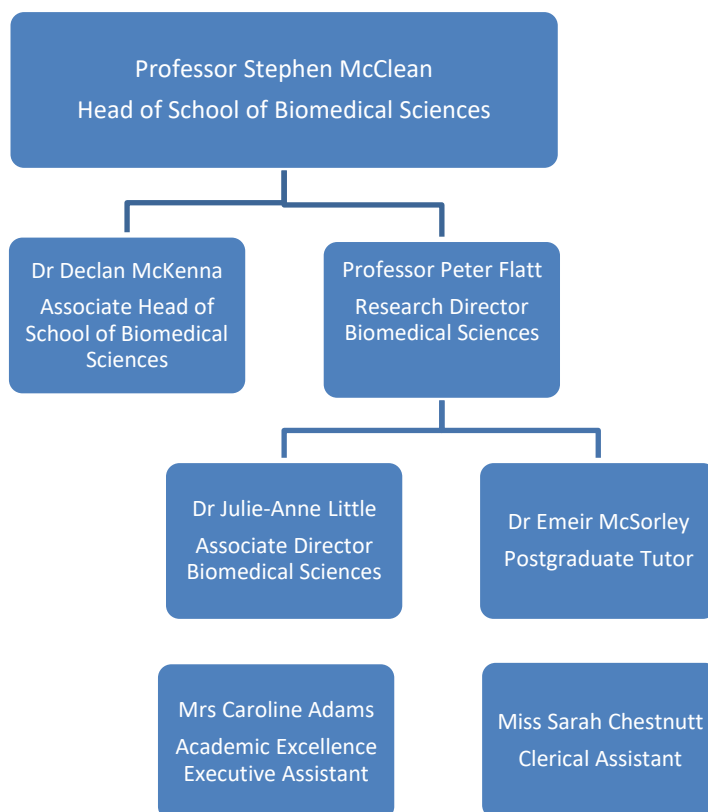 Professor Stephen McClean
Head of School of Biomedical Sciences
Dr Declan McKenna
Associate Head of
School of Biomedical
Sciences
Professor Peter Flatt
Research Director
Biomedical Sciences
Dr Julie-Anne Little
Associate Director
Biomedical Sciences
Dr Emeir McSorley
Postgraduate Tutor
Mrs Caroline Adams
Academic Excellence
Executive Assistant
Miss Sarah Chestnutt
Clerical Assistant